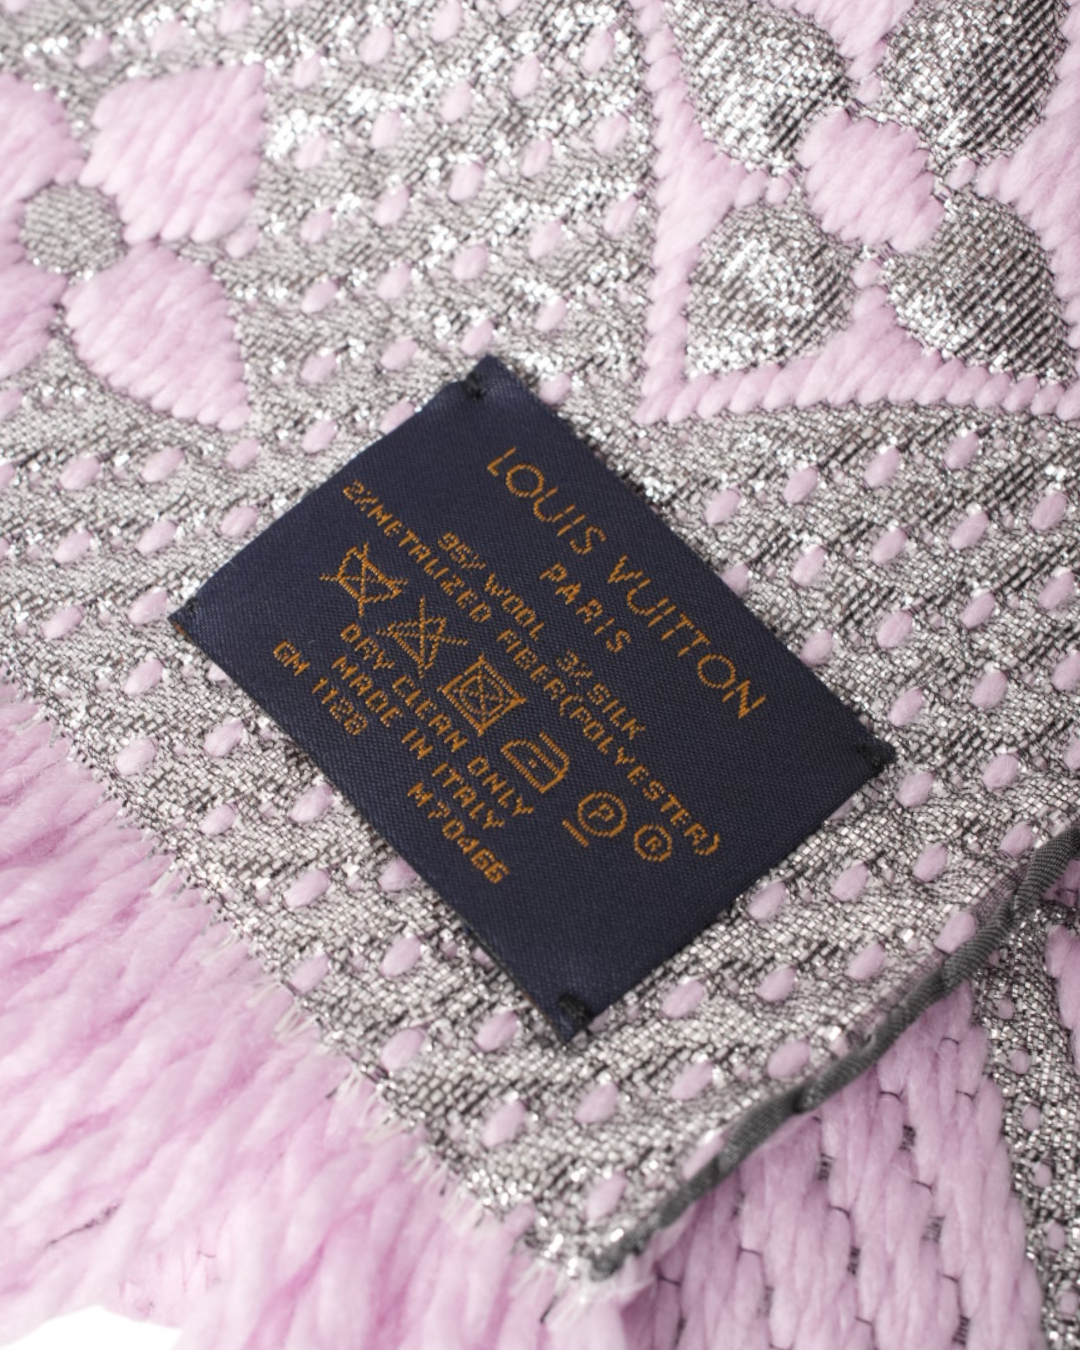 LOUIS VUITTON
PARIS
95% WOOL 3% SILK
2% METALIZED FIBER(POLYESTER)
P R
DRY CLEAN ONLY
MADE IN ITALY
GM 1120 M70466